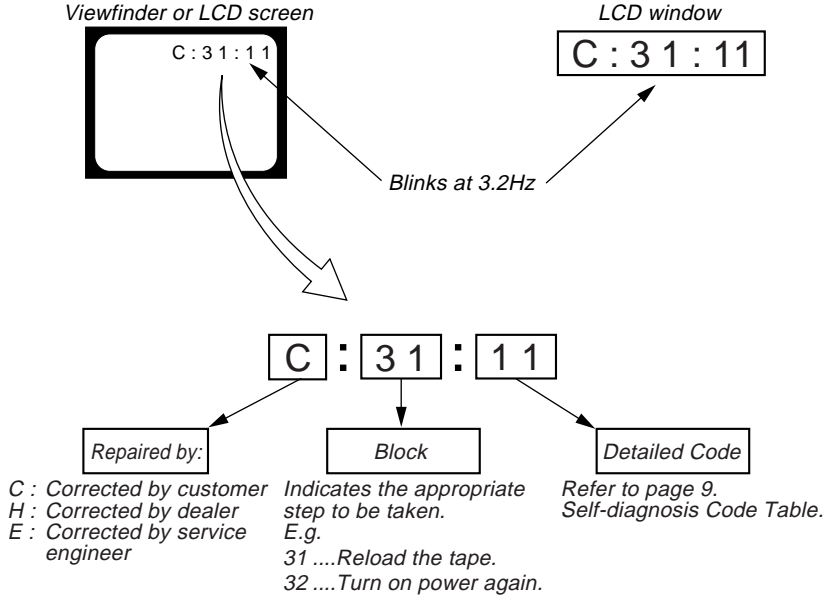 Viewfinder or LCD screen
LCD window
C : 3 1 : 1 1
C : 3 1 : 11
Blinks at 3.2Hz
C : 3 1 : 1 1
Repaired by:
Block
Detailed Code
C : Corrected by customer
H : Corrected by dealer
E : Corrected by service
engineer
Indicates the appropriate
step to be taken.
E.g.
31 ....Reload the tape.
32 ....Turn on power again.
Refer to page 9.
Self-diagnosis Code Table.